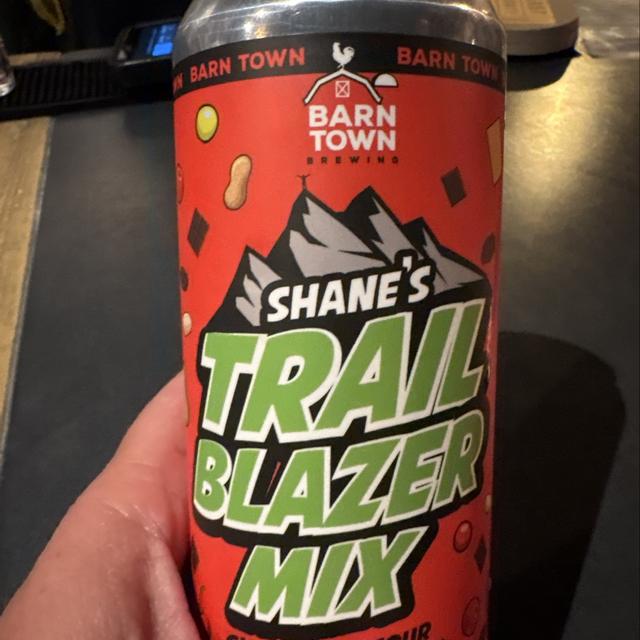 BARN TOWN BARN TOWN
BARN
TOWN
BREWING
SHANE'S
TRAIL
BLAZER
MIX